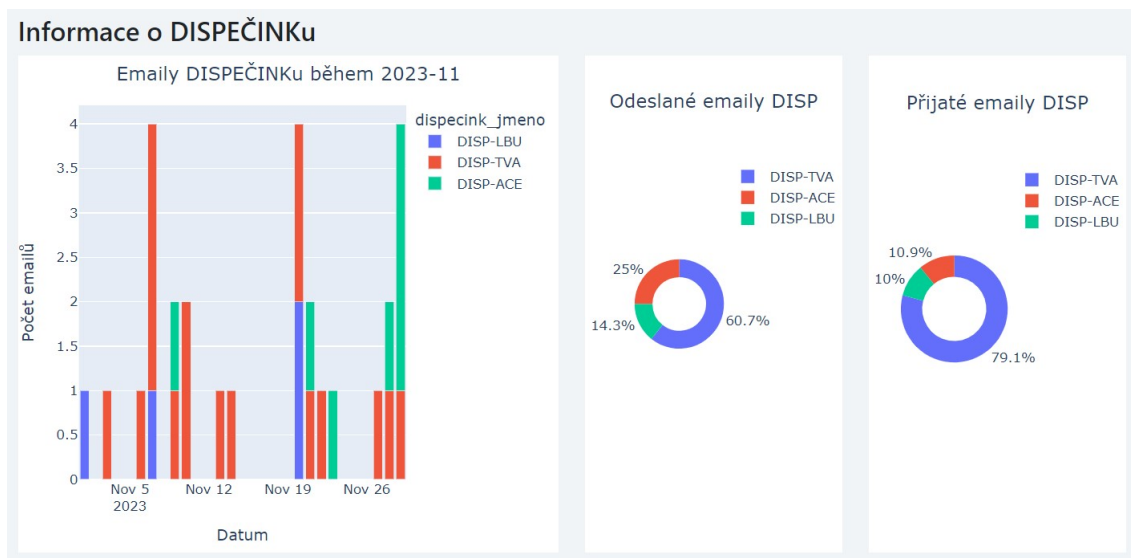 Informace o DISPEČINKu
Emaily DISPEČINKu během 2023-11
dispecink_jmeno
DISP-LBU
DISP-TVA
DISP-ACE
Počet emailů
4
3.5
3
2.5
2
1.5
1
0.5
0
Nov 5
2023
Nov 12
Nov 19
Nov 26
Datum
Odeslané emaily DISP
DISP-TVA
DISP-ACE
DISP-LBU
25%
14.3%
60.7%
Přijaté emaily DISP
DISP-TVA
DISP-ACE
DISP-LBU
10.9%
10%
79.1%